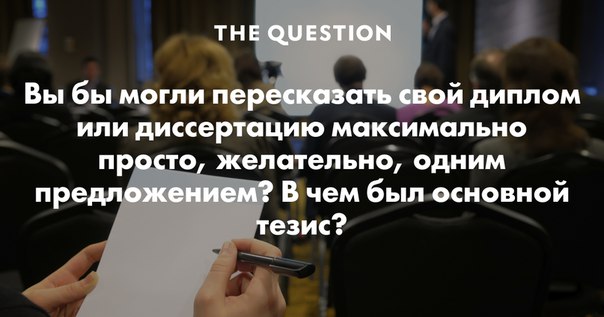 THE QUESTION
Вы бы могли пересказать свой диплом
или диссертацию максимально
просто, желательно, одним
предложением? В чем был основной
тезис?